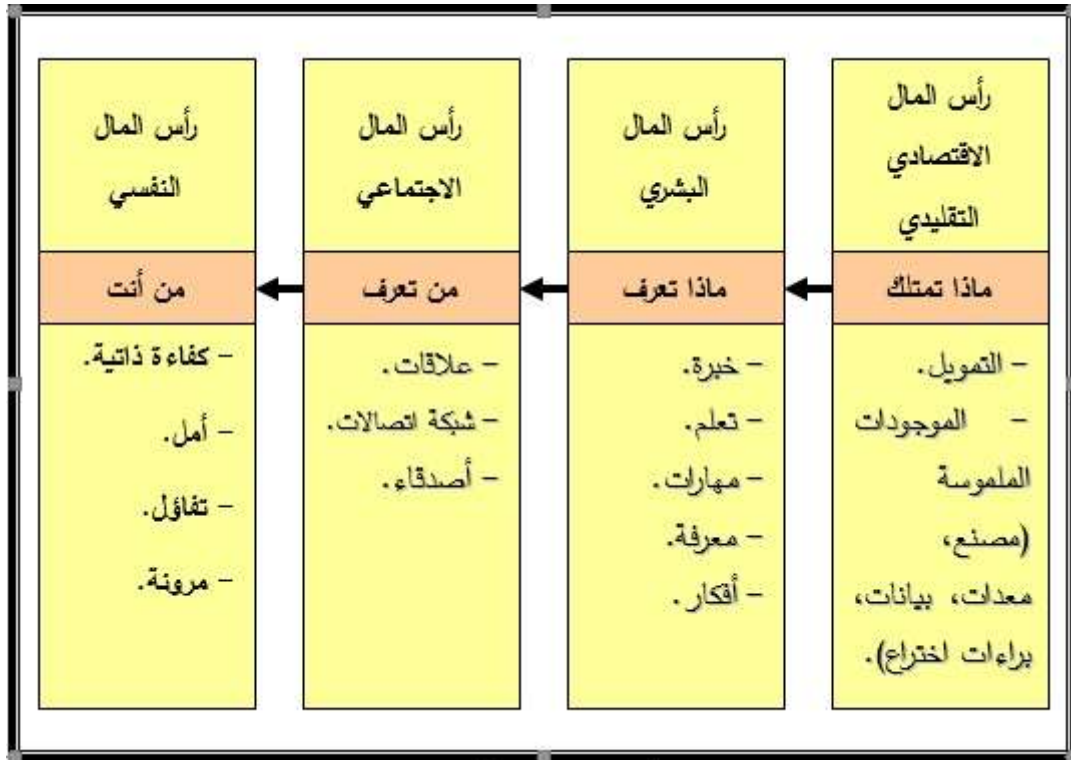 رأس المال
الاقتصادي
التقليدي
ماذا تمتلك
- التمويل.
- الموجودات
الملموسة
(مصنع،
معدات، بيانات،
براءات اختراع).
رأس المال
البشري
ماذا تعرف
- خبرة.
- تعلم.
- مهارات.
- معرفة.
- أفكار.
رأس المال
الاجتماعي
من تعرف
- علاقات.
- شبكة اتصالات.
- أصدقاء.
رأس المال
النفسي
من أنت
- كفاءة ذاتية.
- أمل.
- تفاؤل.
- مرونة.